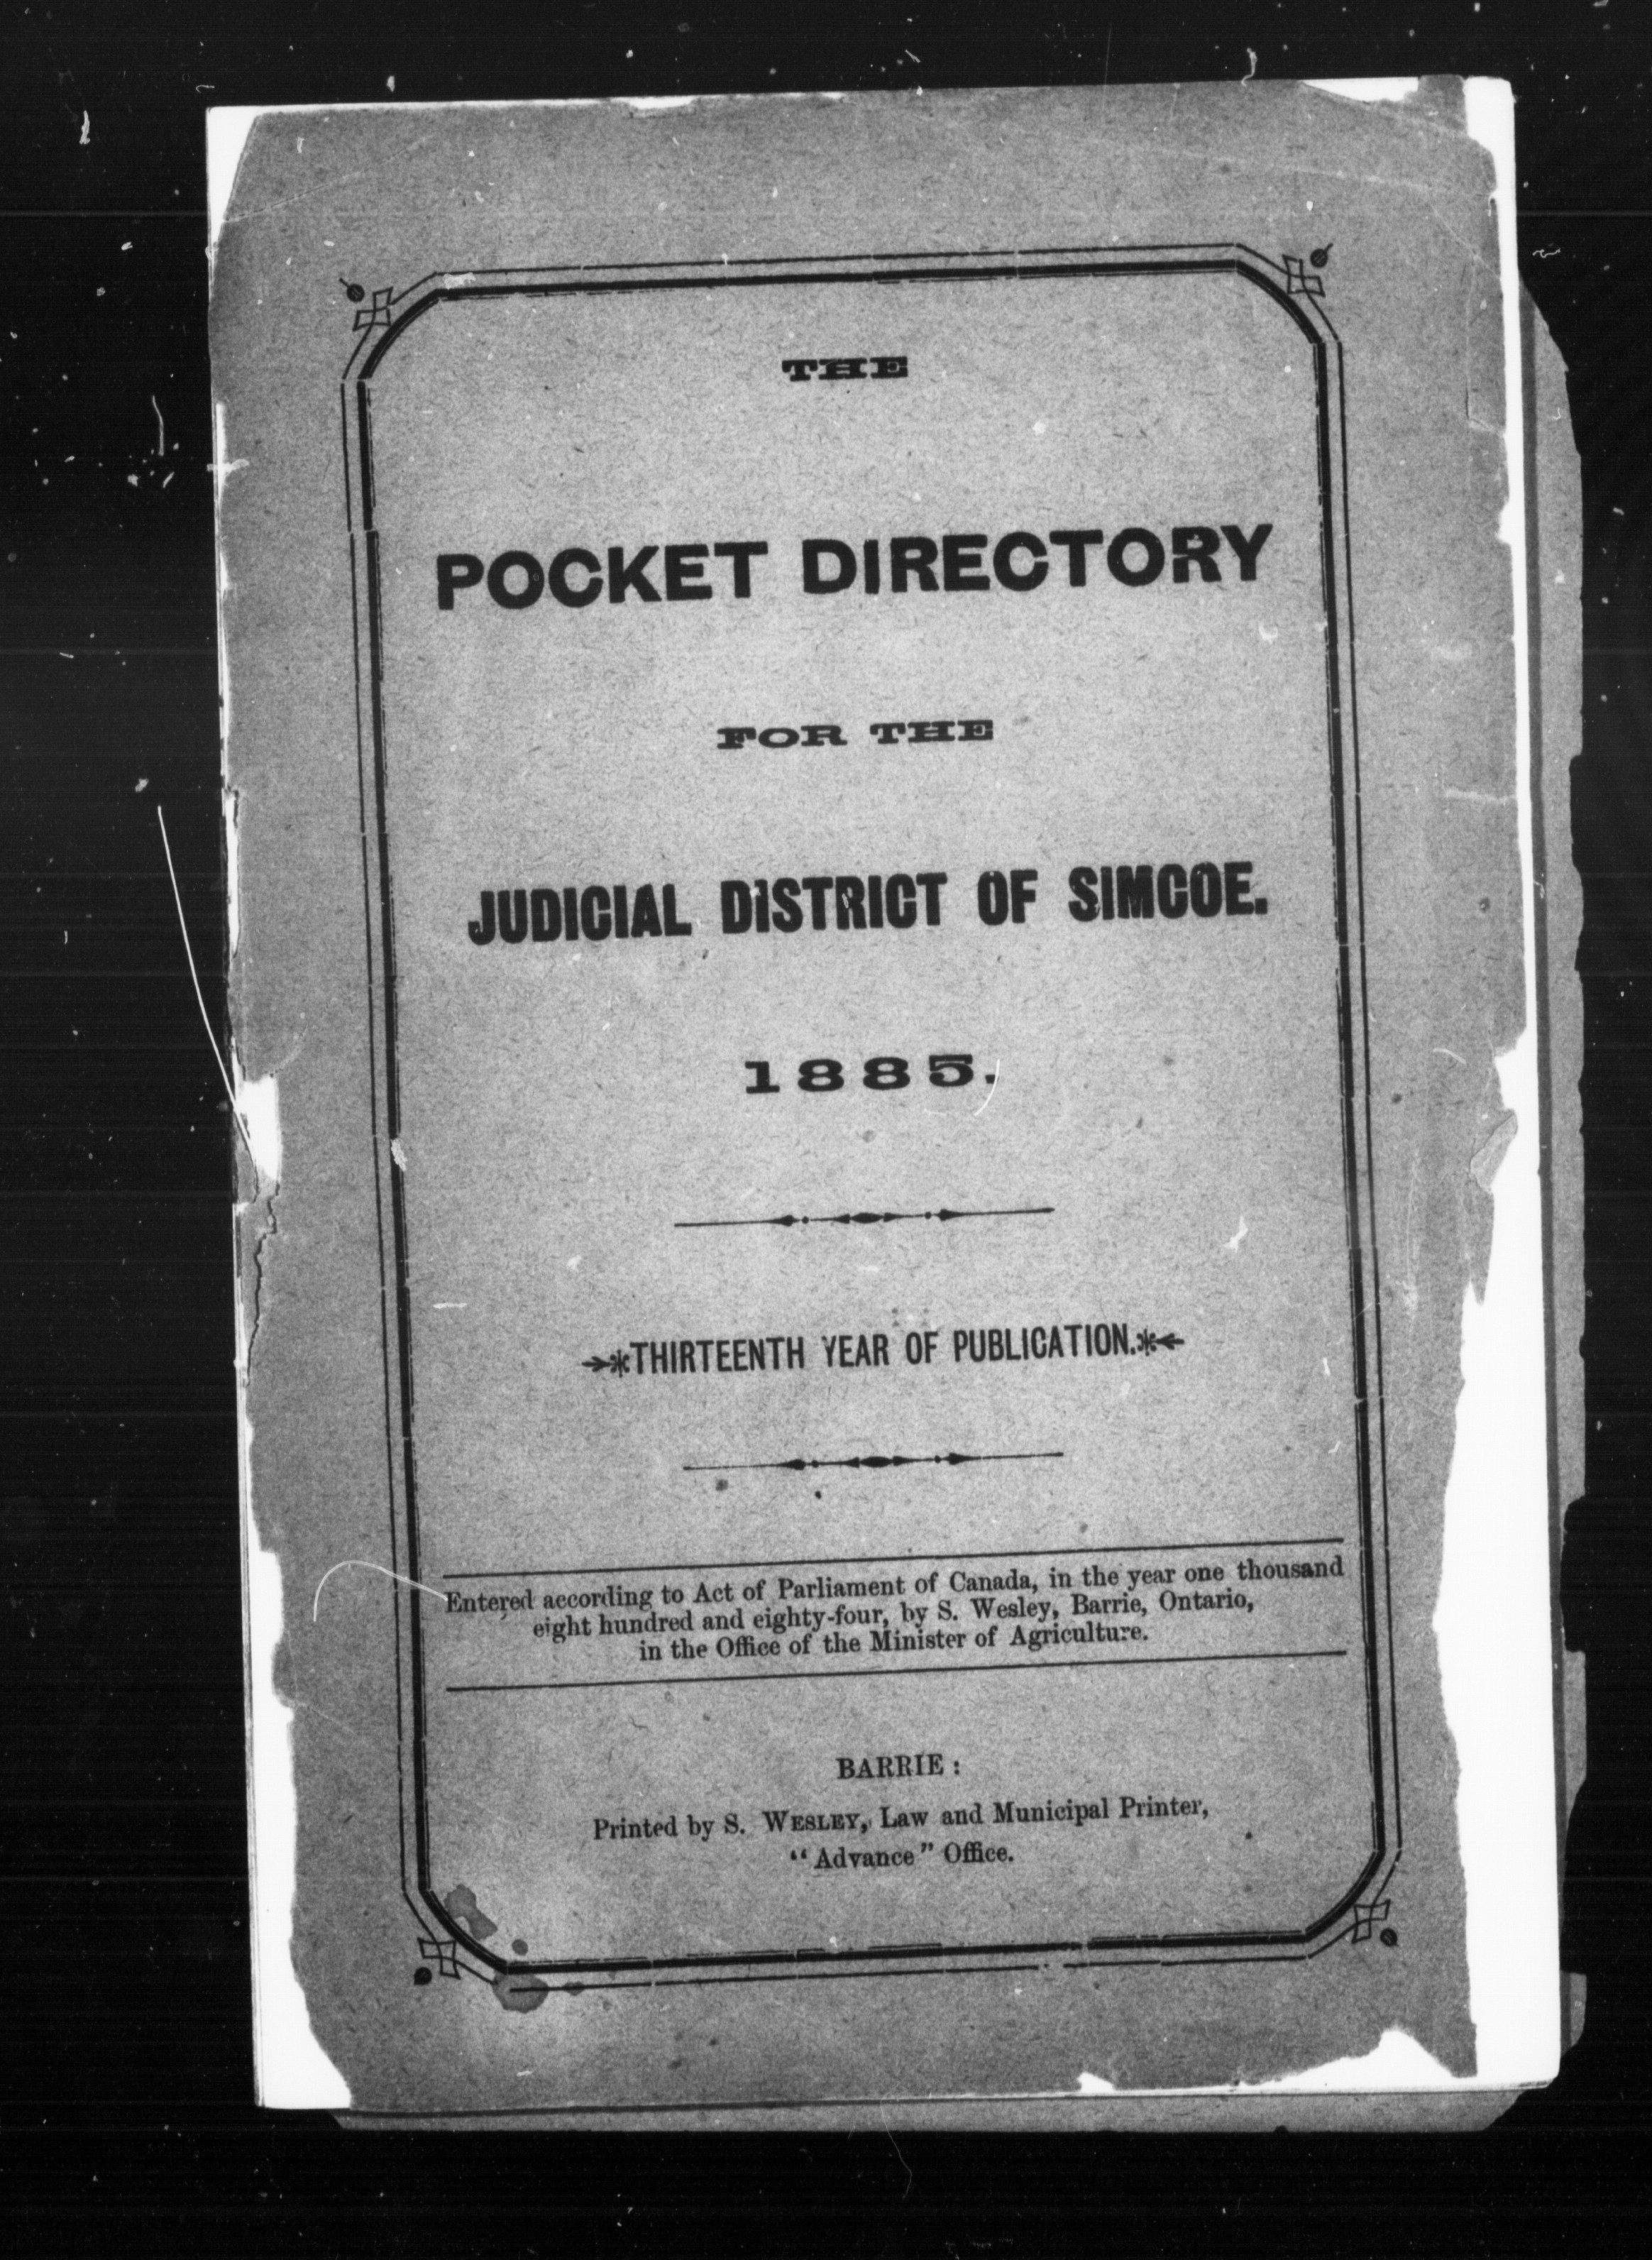 THE
POCKET DIRECTORY
FOR THE
JUDICIAL DISTRICT OF SIMCOE.
1885.
THIRTEENTH YEAR OF PUBLICATION.
Entered according to Act of Parliament of Canada, in the year one thousand
eight hundred and eighty-four, by S. Wesley, Barrie, Ontario,
in the Office of the Minister of Agriculture.
BARRIE :
Printed by S. WESLEY, Law and Municipal Printer,
"Advance" Office.